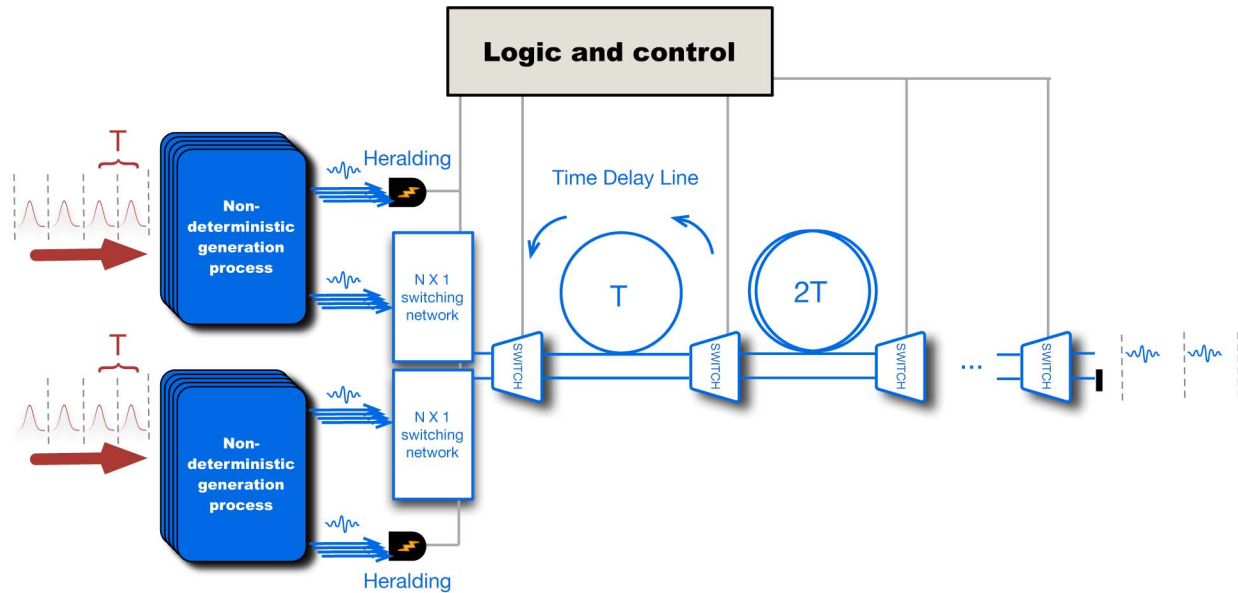 Logic and control
T
Heralding
Non-
deterministic
generation
process
Time Delay Line
N X 1
switching
network
T
2T
SWITCH
SWITCH
SWITCH
...
SWITCH
T
N X 1
switching
network
Non-
deterministic
generation
process
Heralding